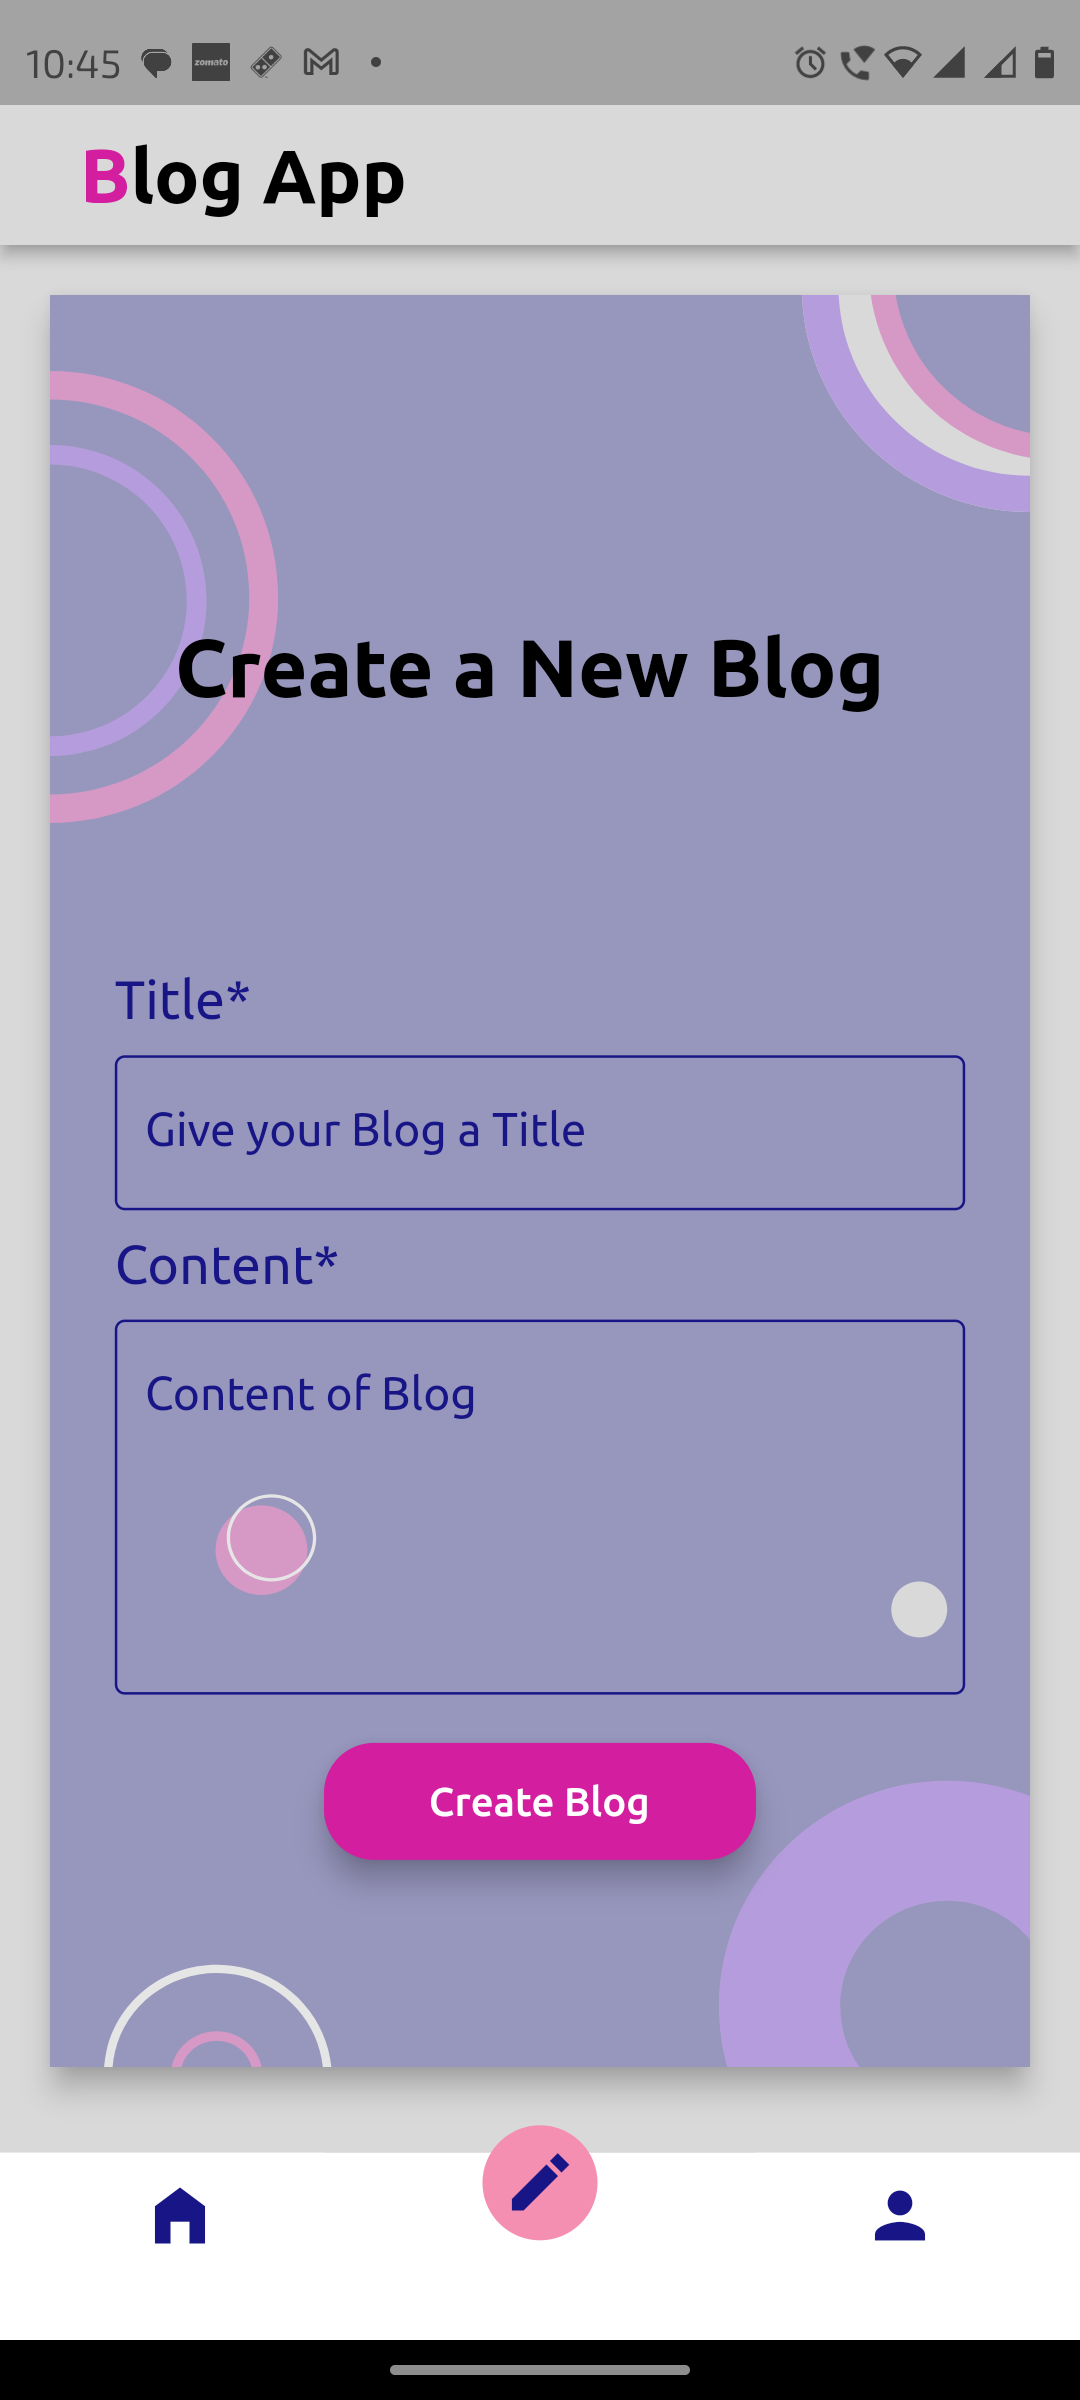 10:45 zomato
Blog App
Create a New Blog
Title*
Give your Blog a Title
Content*
Content of Blog
Create Blog